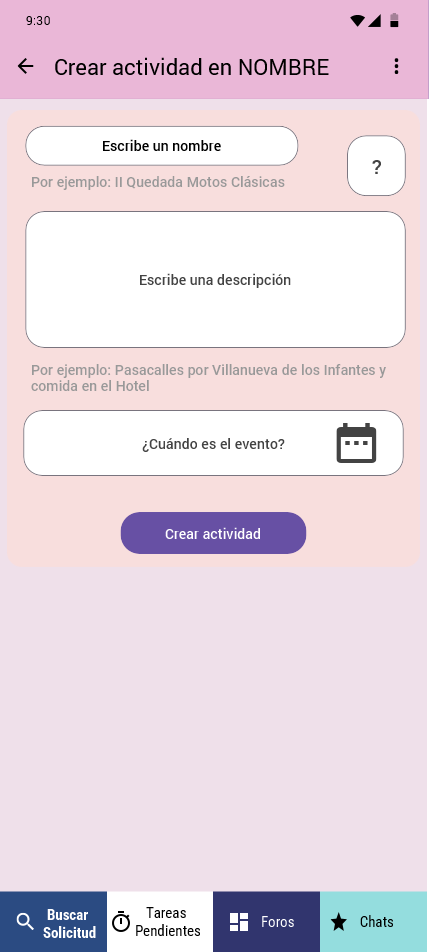 9:30
Crear actividad en NOMBRE
Escribe un nombre
?
Por ejemplo: II Quedada Motos Clásicas
Escribe una descripción
Por ejemplo: Pasacalles por Villanueva de los Infantes y
comida en el Hotel
¿Cuándo es el evento?
Crear actividad
Buscar
Solicitud
Tareas
Pendientes
Foros
Chats